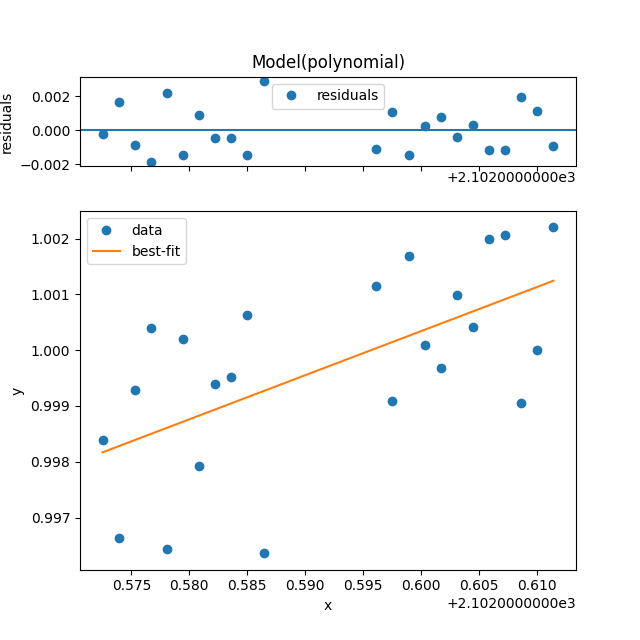 Model(polynomial)
residuals
0.002
0.000
−0.002
residuals
+2.1020000000e3
data
best-fit
y
1.002
1.001
1.000
0.999
0.998
0.997
0.575 0.580 0.585 0.590 0.595 0.600 0.605 0.610
x
+2.1020000000e3